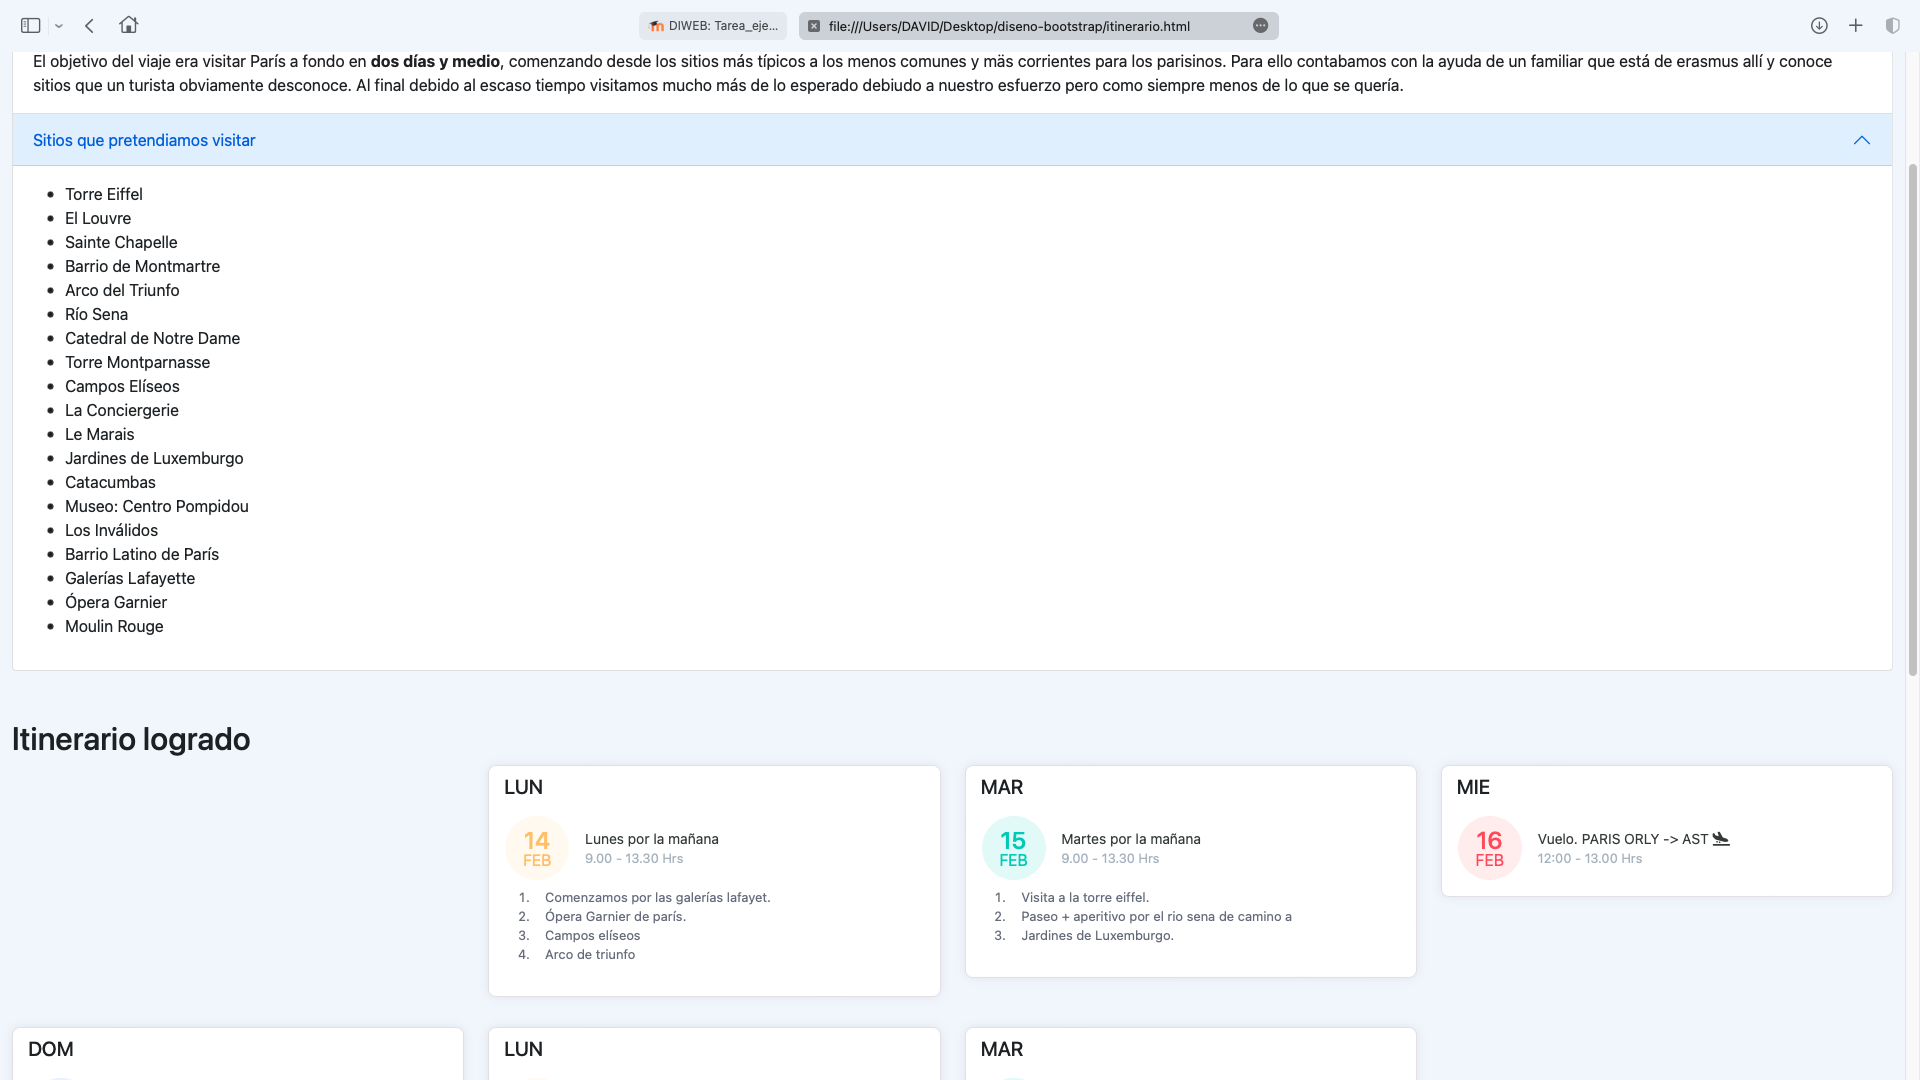 DIWEB: Tarea_eje...
file:///Users/DAVID/Desktop/diseno-bootstrap/itinerario.html
El objetivo del viaje era visitar París a fondo en dos días y medio, comenzando desde los sitios más típicos a los menos comunes y mäs corrientes para los parisinos. Para ello contabamos con la ayuda de un familiar que está de erasmus allí y conoce
sitios que un turista obviamente desconoce. Al final debido al escaso tiempo visitamos mucho más de lo esperado debiudo a nuestro esfuerzo pero como siempre menos de lo que se quería.
Sitios que pretendiamos visitar
Torre Eiffel
El Louvre
Sainte Chapelle
Barrio de Montmartre
Arco del Triunfo
Río Sena
Catedral de Notre Dame
Torre Montparnasse
Campos Elíseos
La Conciergerie
Le Marais
Jardines de Luxemburgo
Catacumbas
Museo: Centro Pompidou
Los Inválidos
Barrio Latino de París
Galerías Lafayette
Ópera Garnier
Moulin Rouge
Itinerario logrado
LUN
14
FEB
Lunes por la mañana
9.00 - 13.30 Hrs
1. Comenzamos por las galerías lafayet.
2. Ópera Garnier de parís.
3. Campos elíseos
4. Arco de triunfo
MAR
15
FEB
Martes por la mañana
9.00 - 13.30 Hrs
1. Visita a la torre eiffel.
2. Paseo + aperitivo por el rio sena de camino a
3. Jardines de Luxemburgo.
MIE
16
FEB
Vuelo. PARIS ORLY -> AST
12:00 - 13.00 Hrs
DOM
LUN
MAR